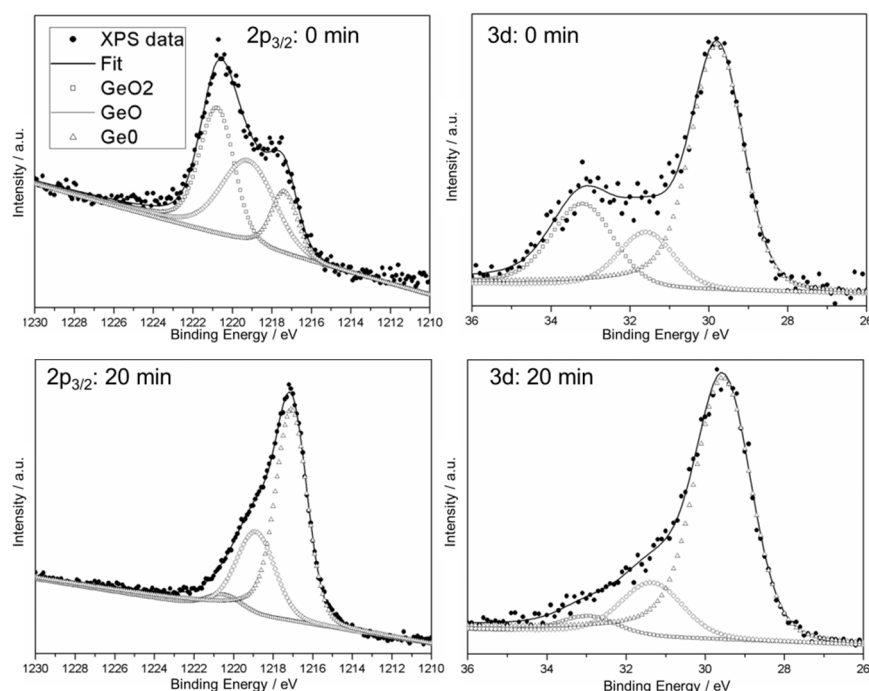 2p3/2: 0 min
XPS data
Fit
GeO2
GeO
Ge0
Intensity / a.u.
1230 1228 1226 1224 1222 1220 1218 1216 1214 1212 1210
Binding Energy / eV
3d: 0 min
Intensity / a.u.
36 34 32 30 28 26
Binding Energy / eV
2p3/2: 20 min
Intensity / a.u.
1230 1228 1226 1224 1222 1220 1218 1216 1214 1212 1210
Binding Energy / eV
3d: 20 min
Intensity / a.u.
36 34 32 30 28 26
Binding Energy / eV